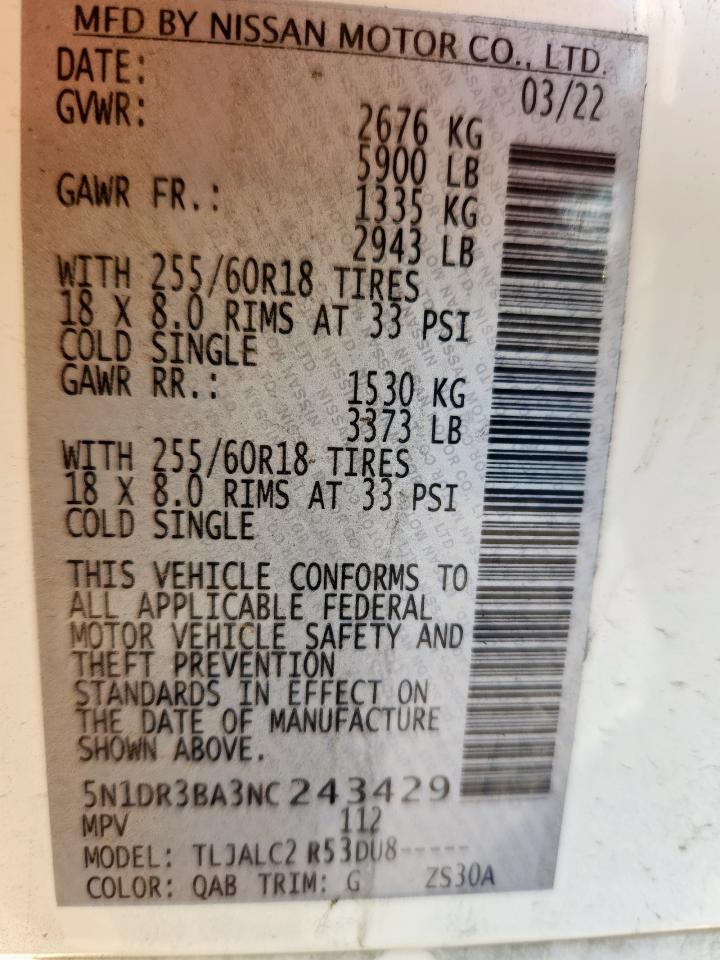 MFD BY NISSAN MOTOR CO., LTD.
DATE: 03/22
GVWR: 2676 KG
5900 LB
GAWR FR.: 1335 KG
2943 LB
WITH 255/60R18 TIRES
18 X 8.0 RIMS AT 33 PSI
COLD SINGLE
GAWR RR.: 1530 KG
3373 LB
WITH 255/60R18 TIRES
18 X 8.0 RIMS AT 33 PSI
COLD SINGLE
THIS VEHICLE CONFORMS TO
ALL APPLICABLE FEDERAL
MOTOR VEHICLE SAFETY AND
THEFT PREVENTION
STANDARDS IN EFFECT ON
THE DATE OF MANUFACTURE
SHOWN ABOVE.
5N1DR3BA3NC243429
MPV 112
MODEL: TLJALC2 R53DU8-----
COLOR: QAB TRIM: G ZS30A